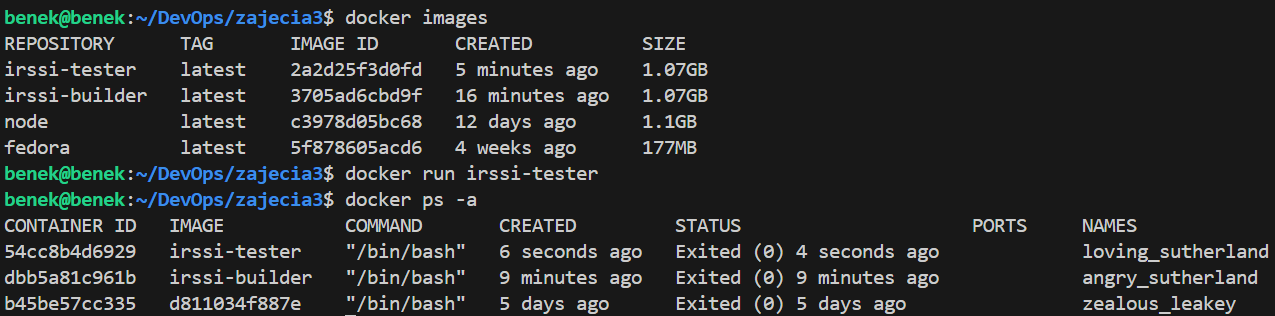 benek@benek:~/DevOps/zajecia3$ docker images
REPOSITORY TAG IMAGE ID CREATED SIZE
irssi-tester latest 2a2d25f3d0fd 5 minutes ago 1.07GB
irssi-builder latest 3705ad6cbd9f 16 minutes ago 1.07GB
node latest c3978d05bc68 12 days ago 1.1GB
fedora latest 5f878605acd6 4 weeks ago 177MB
benek@benek:~/DevOps/zajecia3$ docker run irssi-tester
benek@benek:~/DevOps/zajecia3$ docker ps -a
CONTAINER ID IMAGE COMMAND CREATED STATUS PORTS NAMES
54cc8b4d6929 irssi-tester "/bin/bash" 6 seconds ago Exited (0) 4 seconds ago loving_sutherland
dbb5a81c961b irssi-builder "/bin/bash" 9 minutes ago Exited (0) 9 minutes ago angry_sutherland
b45be57cc335 d811034f887e "/bin/bash" 5 days ago Exited (0) 5 days ago zealous_leakey